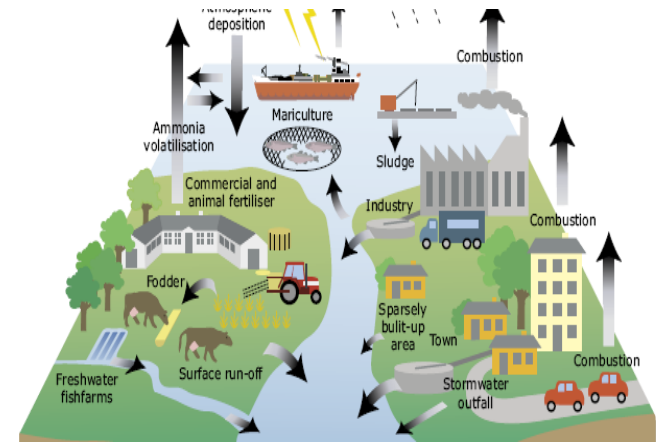 Atmospheric
deposition
Combustion
Mariculture
Ammonia
volatilisation
Sludge
Commercial and
animal fertiliser
Industry
Combustion
Fodder
Sparsely
bulit-up
area
Town
Combustion
Freshwater
fishfarms
Surface run-off
Stormwater
outfall